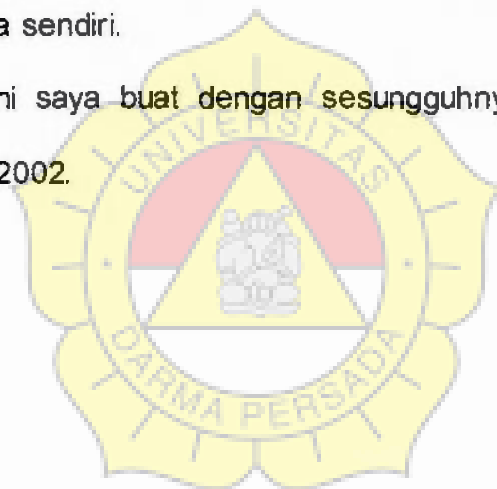 a sendiri.
ni saya buat dengan sesungguhny
2002.
UNIVERSITAS
DARMA PERSADA